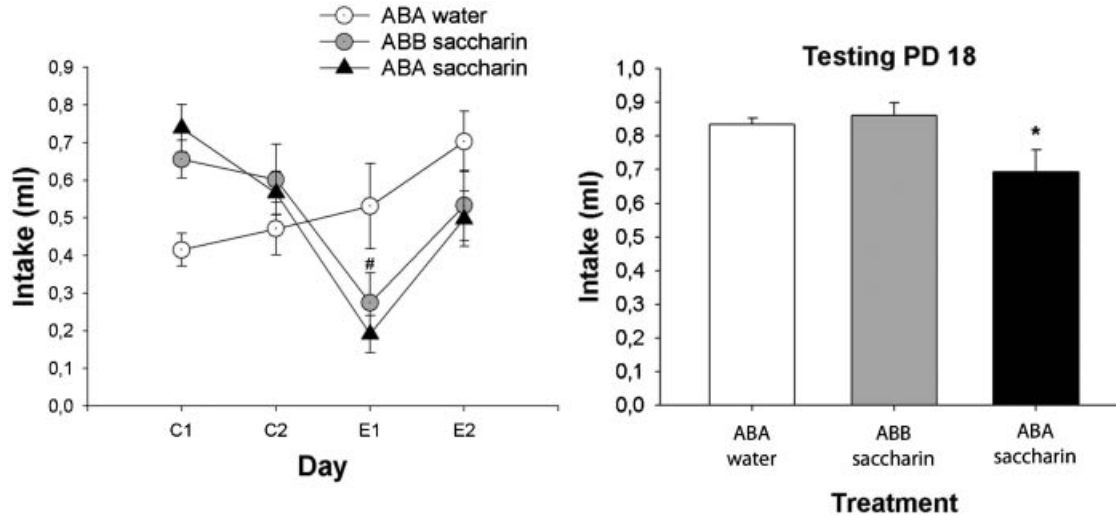 ABA water
ABB saccharin
ABA saccharin
0,9
0,8
0,7
0,6
0,5
0,4
0,3
0,2
0,1
0,0
Intake (ml)
#
C1 C2 E1 E2
Day
Testing PD 18
1,0
0,9
0,8
0,7
0,6
0,5
0,4
0,3
0,2
0,1
0,0
Intake (ml)
*
ABA water
ABB saccharin
ABA saccharin
Treatment